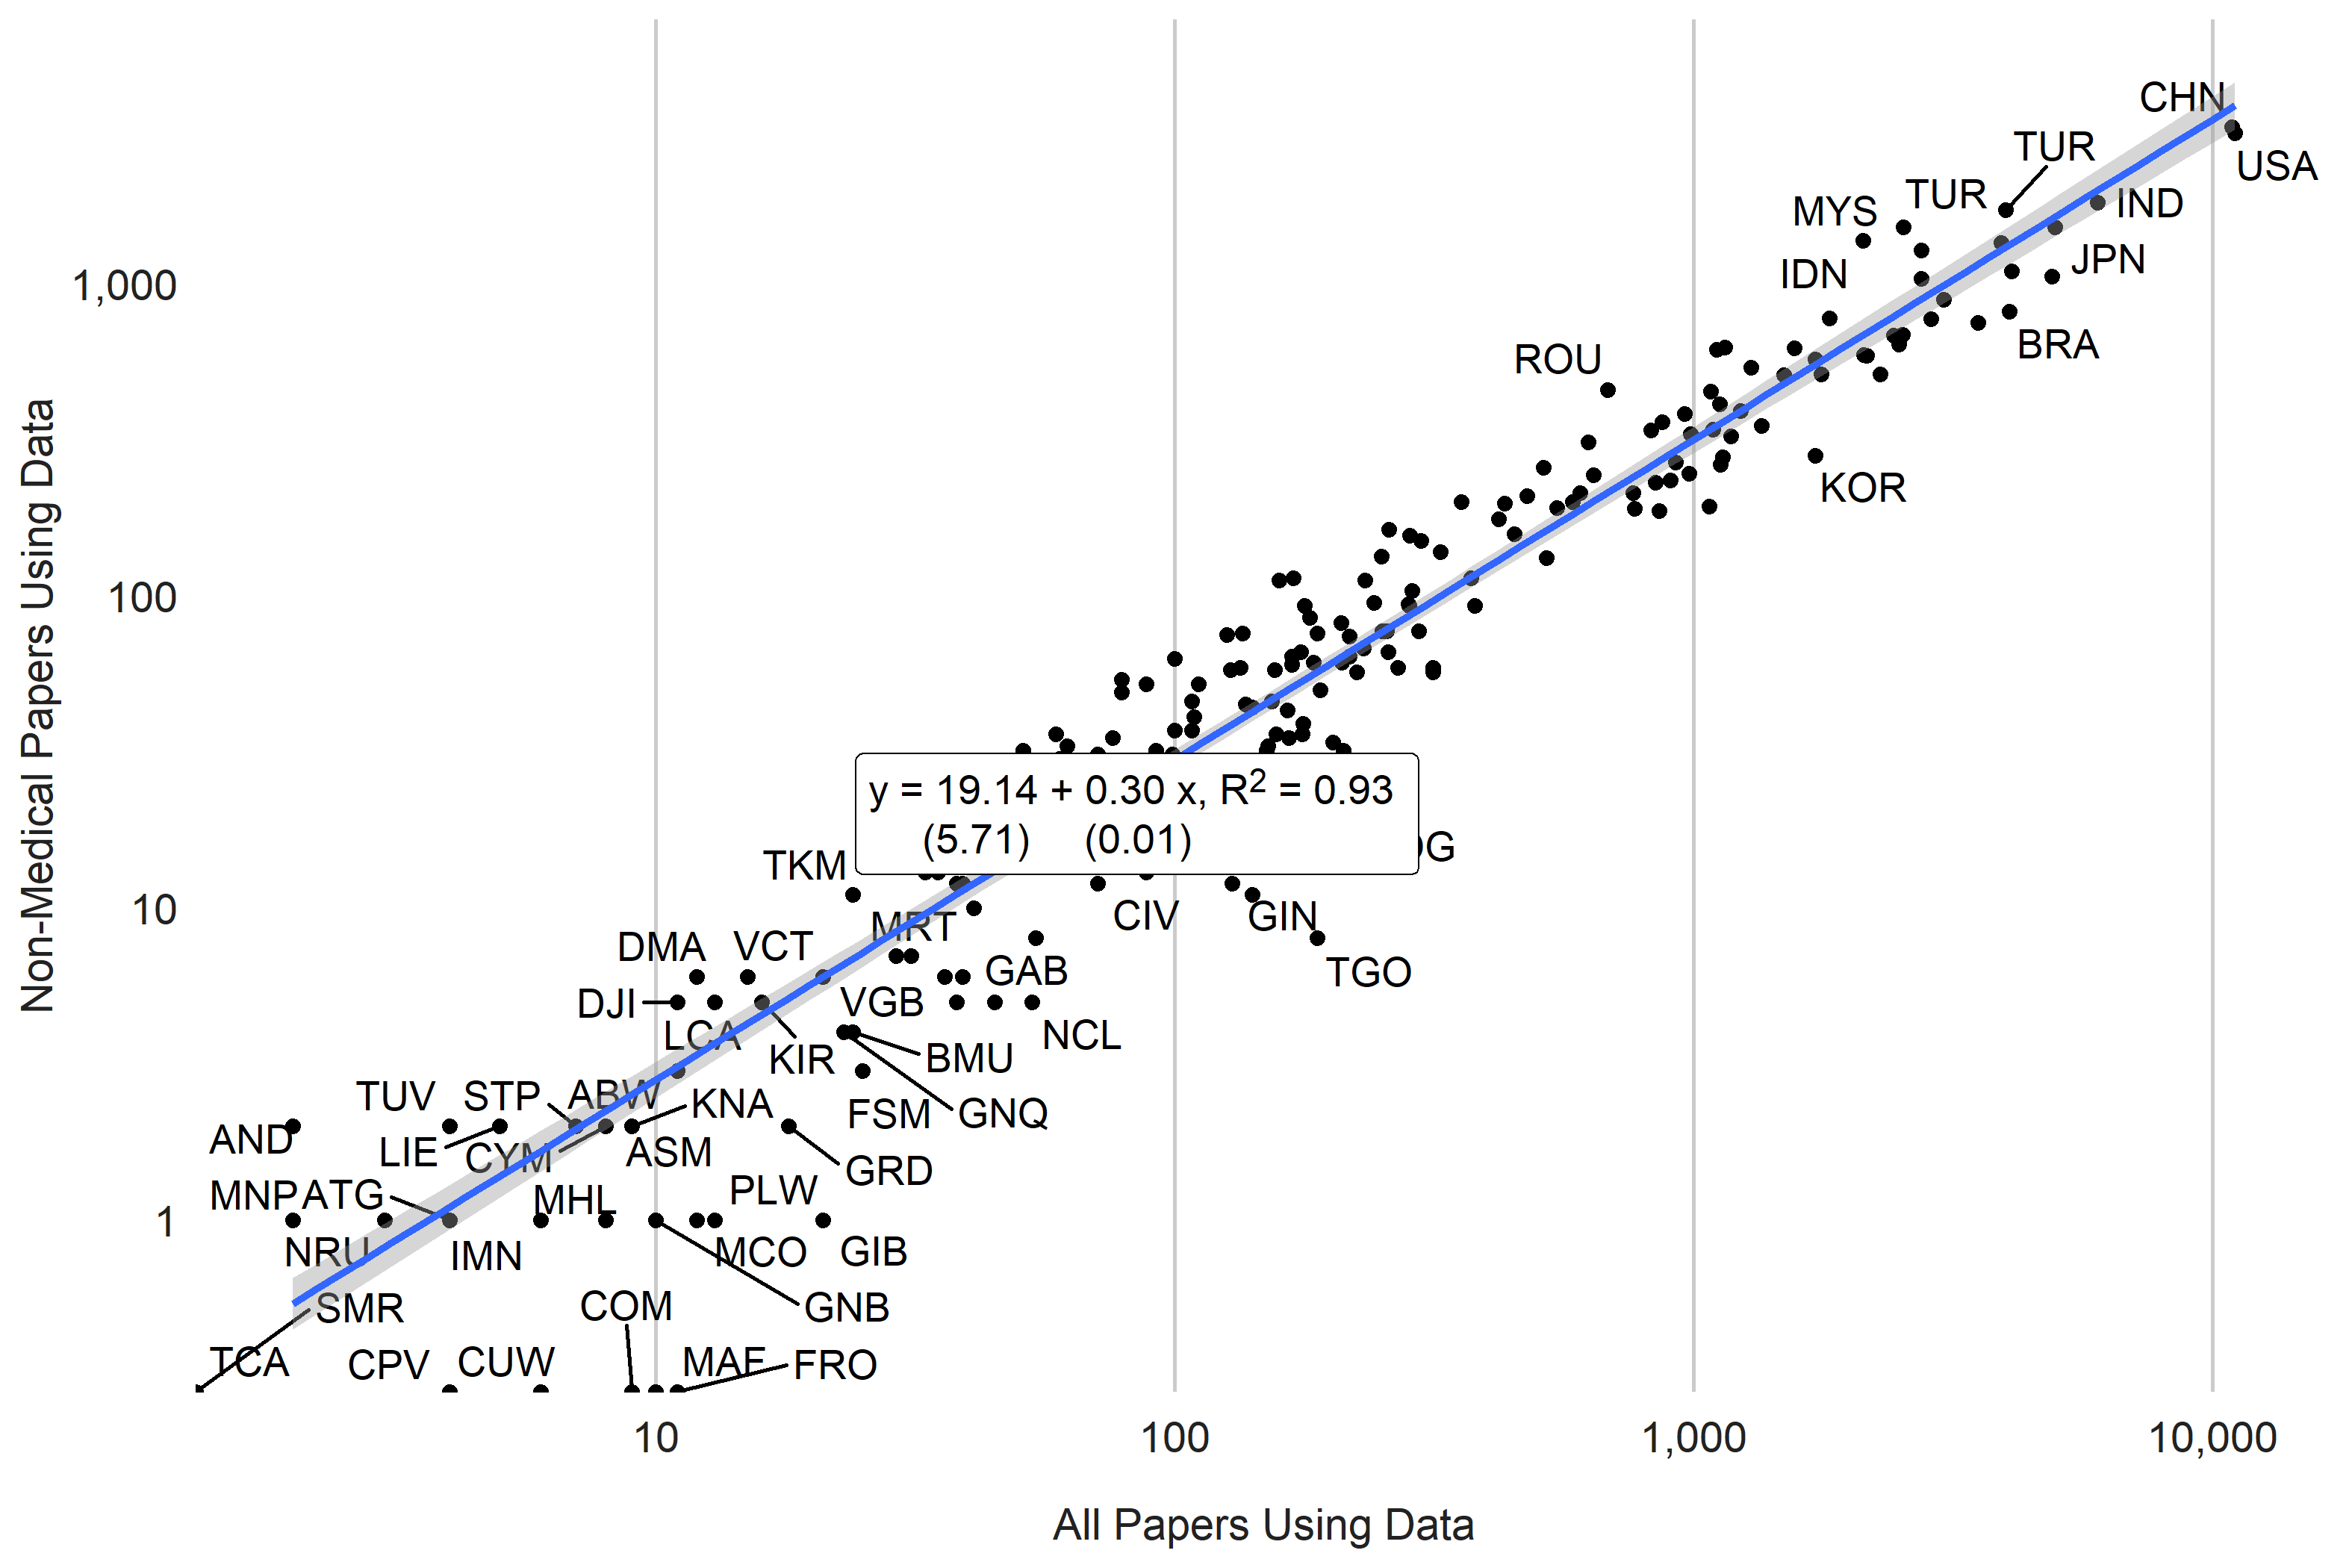 CHN
TUR
USA
TUR
IND
MYS
JPN
IDN
1,000
BRA
ROU
KOR
Non-Medical Papers Using Data
100
y = 19.14 + 0.30 x, R² = 0.93
(5.71) (0.01)
TKM
10
CIV
GIN
MRT
DMA
VCT
GAB
TGO
DJI
VGB
LCA
NCL
KIR
BMU
TUV
STP
ABW
KNA
FSM
GNQ
AND
LIE
CYM
ASM
GRD
MNP
ATG
MHL
PLW
1
NRU
IMN
MCO
GIB
SMR
COM
GNB
TCA
CPV
CUW
MAF
FRO
10
100
1,000
10,000
All Papers Using Data